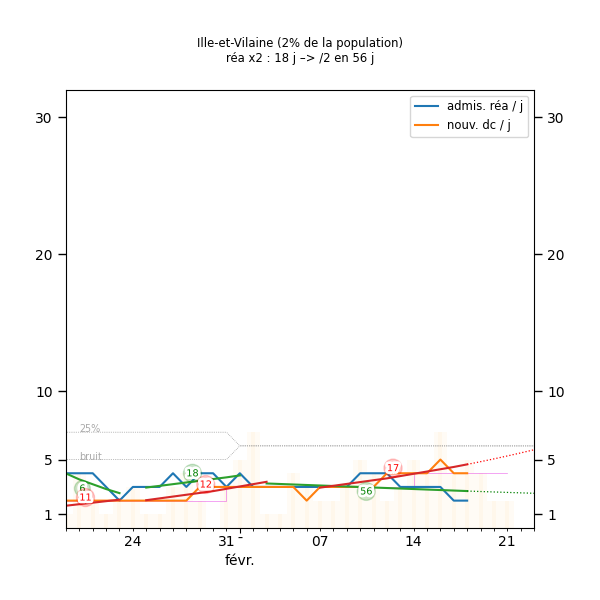 Ille-et-Vilaine (2% de la population)
réa x2 : 18 j –> /2 en 56 j
admis. réa / j
nouv. dc / j
30 30
20 20
10 10
25%
bruit
5 5
6 11 18 12 17 56
1 1
24 31 - 07 14 21
févr.